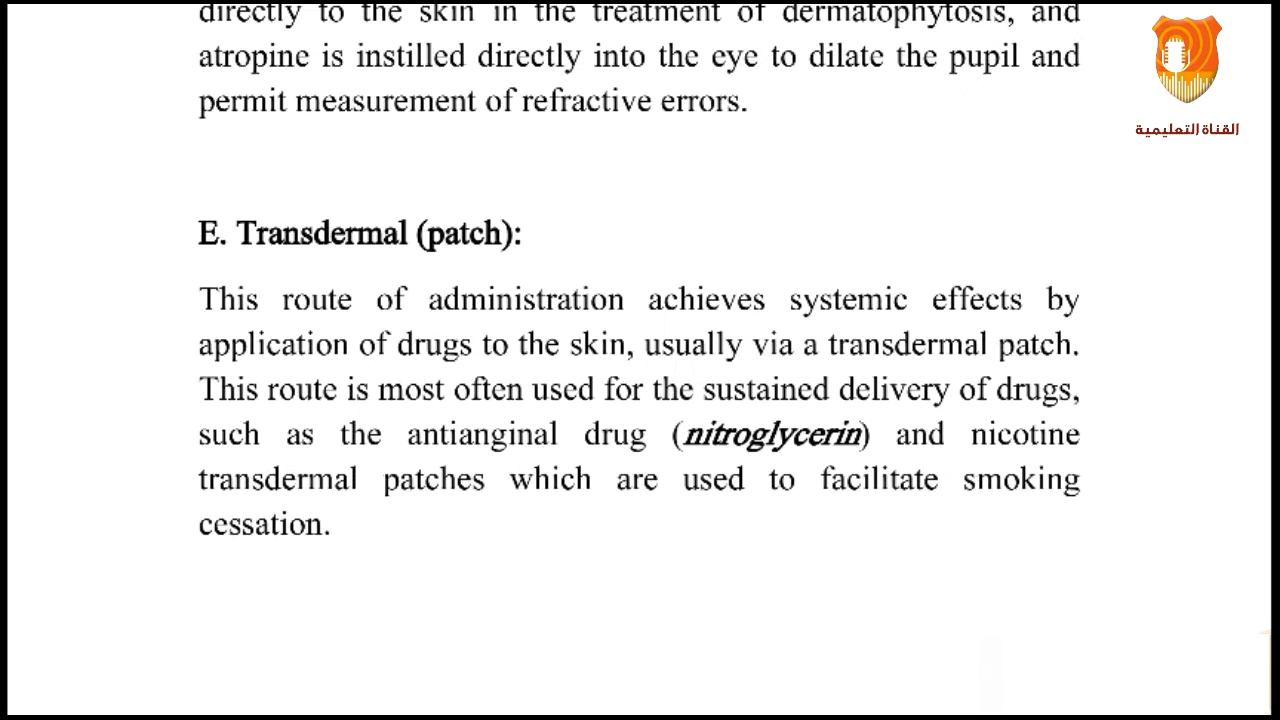 directly to the skin in the treatment of dermatophytosis, and
atropine is instilled directly into the eye to dilate the pupil and
permit measurement of refractive errors.
القناة التعليمية
E. Transdermal (patch):
This route of administration achieves systemic effects by
application of drugs to the skin, usually via a transdermal patch.
This route is most often used for the sustained delivery of drugs,
such as the antianginal drug (nitroglycerin) and nicotine
transdermal patches which are used to facilitate smoking
cessation.